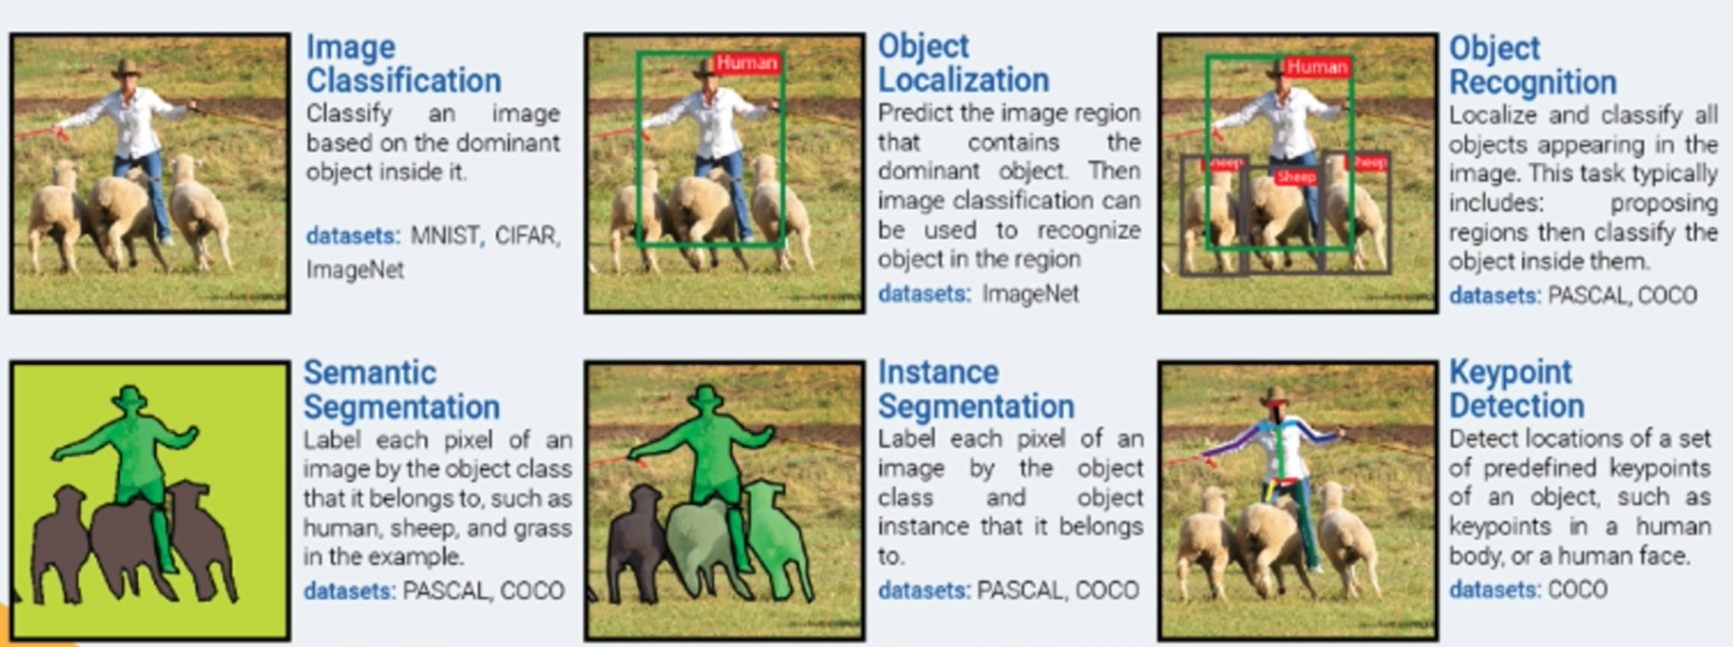 Image
Classification
Classify an image
based on the dominant
object inside it.
datasets: MNIST, CIFAR,
ImageNet
Human
Object
Localization
Predict the image region
that contains the
dominant object. Then
image classification can
be used to recognize
object in the region
datasets: ImageNet
Human
Sheep
Sheep
Sheep
Object
Recognition
Localize and classify all
objects appearing in the
image. This task typically
includes: proposing
regions then classify the
object inside them.
datasets: PASCAL, COCO
Semantic
Segmentation
Label each pixel of an
image by the object class
that it belongs to, such as
human, sheep, and grass
in the example.
datasets: PASCAL, COCO
Instance
Segmentation
Label each pixel of an
image by the object
class and object
instance that it belongs
to.
datasets: PASCAL, COCO
Keypoint
Detection
Detect locations of a set
of predefined keypoints
of an object, such as
keypoints in a human
body, or a human face.
datasets: COCO